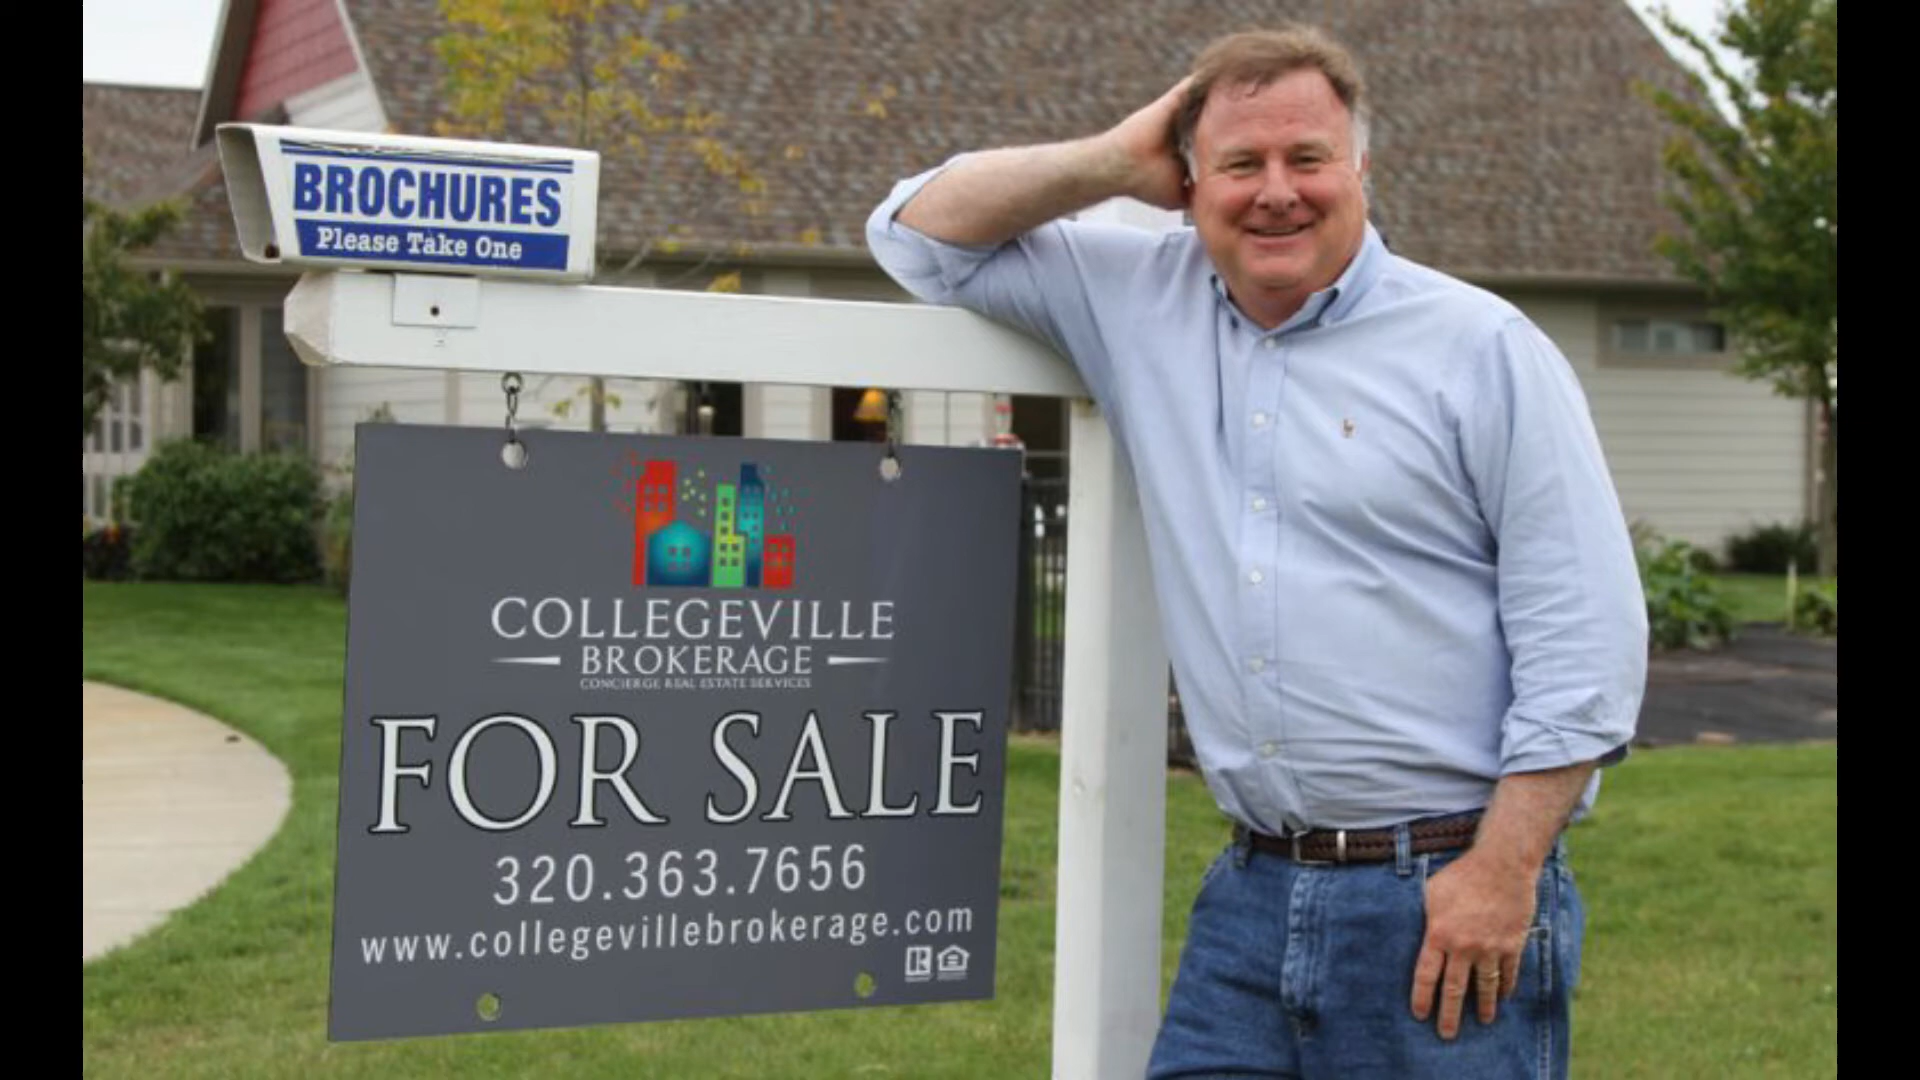 BROCHURES
Please Take One
COLLEGEVILLE
BROKERAGE
CONCIERGE REAL ESTATE SERVICES
FOR SALE
320.363.7656
www.collegevillebrokerage.com